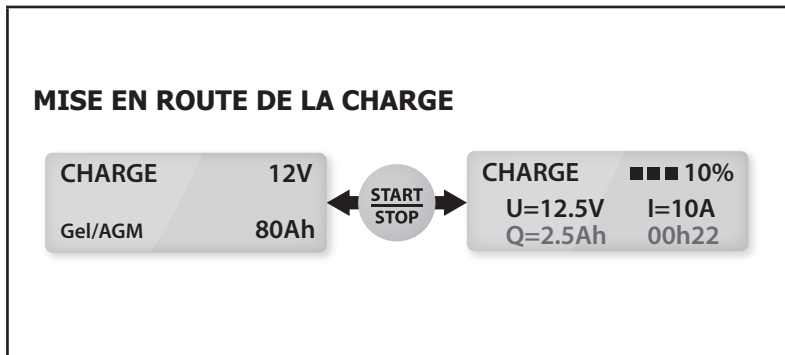 MISE EN ROUTE DE LA CHARGE
CHARGE 12V
Gel/AGM 80Ah
START
STOP
CHARGE ■■■ 10%
U=12.5V I=10A
Q=2.5Ah 00h22